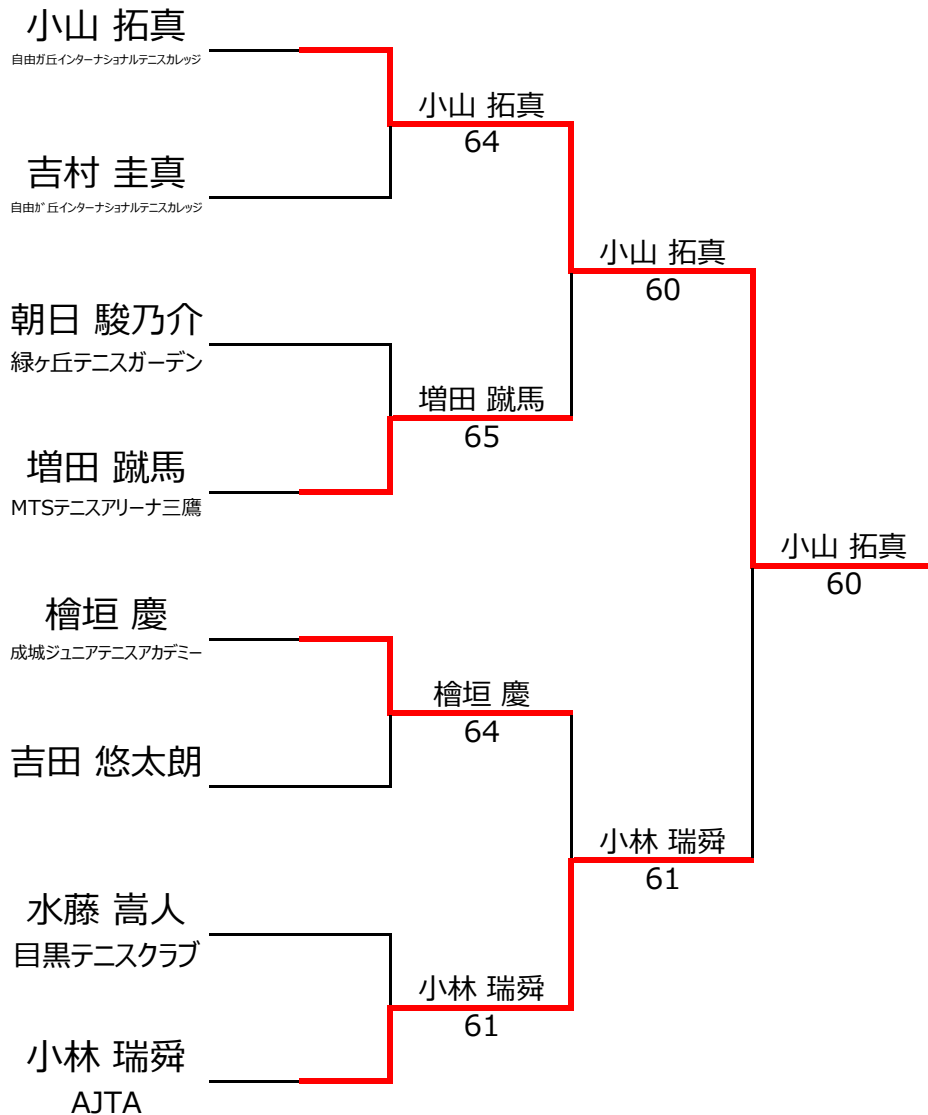 小山 拓真
自由ガ丘インターナショナルテニスカレッジ
吉村 圭真
自由ガ丘インターナショナルテニスカレッジ
朝日 駿乃介
緑ヶ丘テニスガーデン
増田 蹴馬
MTSテニスアリーナ三鷹
檜垣 慶
成城ジュニアテニスアカデミー
吉田 悠太朗
水藤 嵩人
目黒テニスクラブ
小林 瑞舜
AJTA
小山 拓真
64
増田 蹴馬
65
檜垣 慶
64
小林 瑞舜
61
小山 拓真
60
小林 瑞舜
61
小山 拓真
60